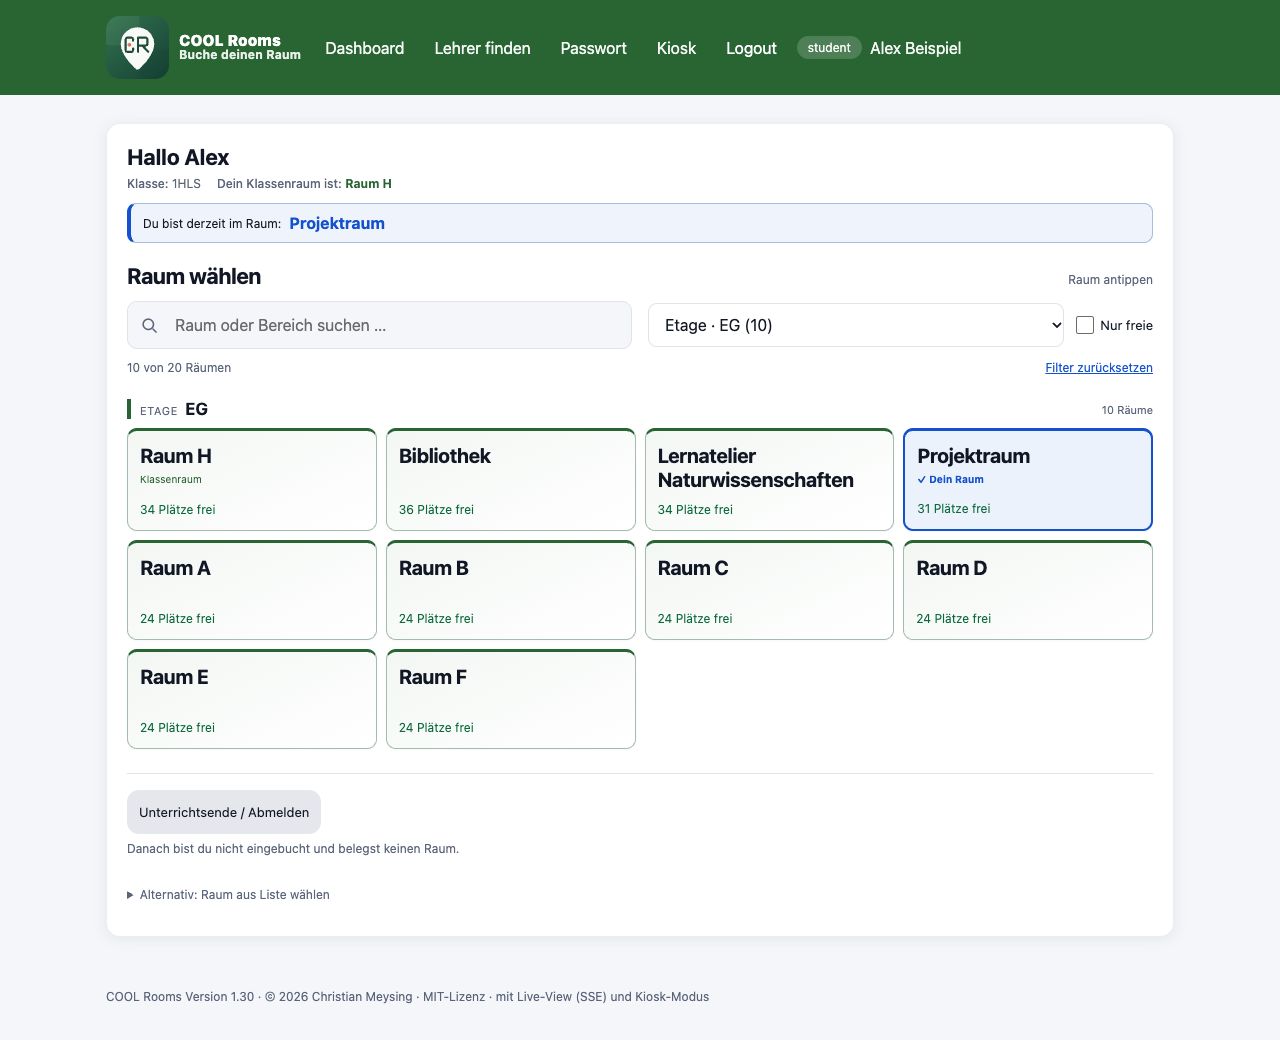 CR
COOL Rooms
Buche deinen Raum
Dashboard
Lehrer finden
Passwort
Kiosk
Logout
student
Alex Beispiel
Hallo Alex
Klasse: 1HLS Dein Klassenraum ist: Raum H
Du bist derzeit im Raum: Projektraum
Raum wählen
Raum antippen
Raum oder Bereich suchen ...
Etage · EG (10)
Nur freie
10 von 20 Räumen
Filter zurücksetzen
ETAGE EG
10 Räume
Raum H
Klassenraum
34 Plätze frei
Bibliothek
36 Plätze frei
Lernatelier
Naturwissenschaften
34 Plätze frei
Projektraum
✓ Dein Raum
31 Plätze frei
Raum A
24 Plätze frei
Raum B
24 Plätze frei
Raum C
24 Plätze frei
Raum D
24 Plätze frei
Raum E
24 Plätze frei
Raum F
24 Plätze frei
Unterrichtsende / Abmelden
Danach bist du nicht eingebucht und belegst keinen Raum.
Alternativ: Raum aus Liste wählen
COOL Rooms Version 1.30 · © 2026 Christian Meysing · MIT-Lizenz · mit Live-View (SSE) und Kiosk-Modus